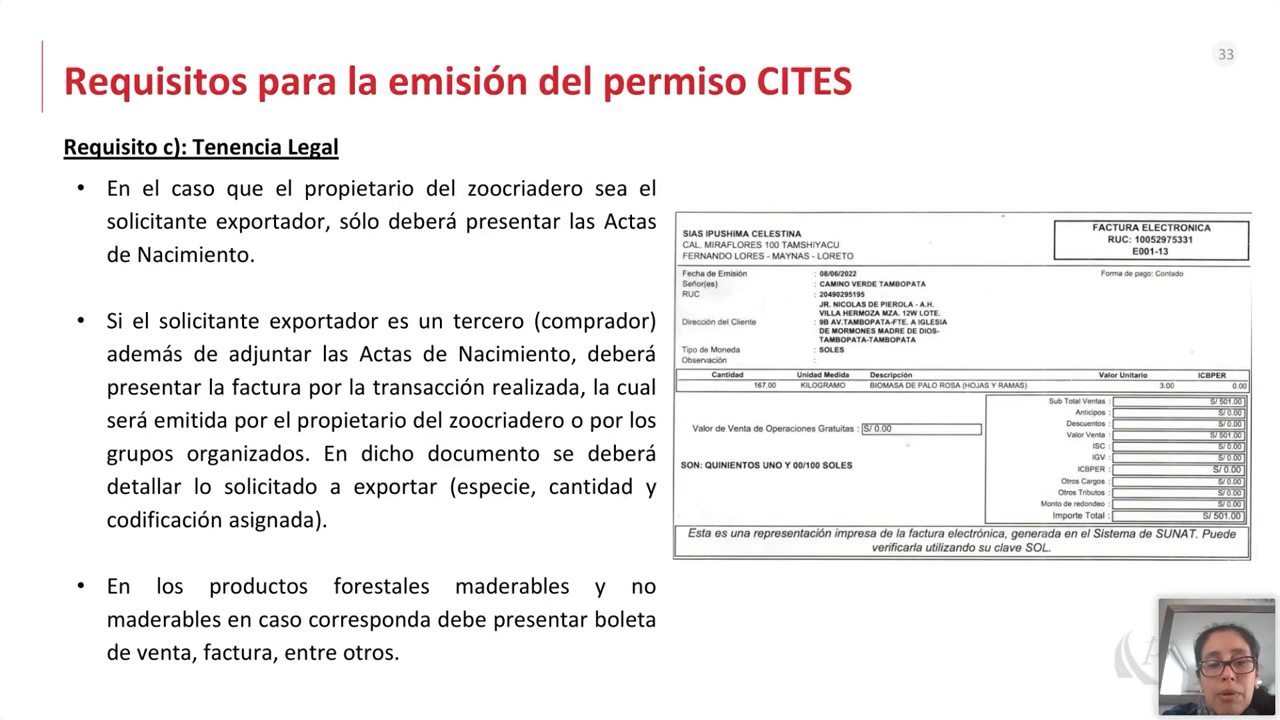 33
Requisitos para la emisión del permiso CITES
Requisito c): Tenencia Legal
• En el caso que el propietario del zoocriadero sea el
solicitante exportador, sólo deberá presentar las Actas
de Nacimiento.
• Si el solicitante exportador es un tercero (comprador)
además de adjuntar las Actas de Nacimiento, deberá
presentar la factura por la transacción realizada, la cual
será emitida por el propietario del zoocriadero o por los
grupos organizados. En dicho documento se deberá
detallar lo solicitado a exportar (especie, cantidad y
codificación asignada).
• En los productos forestales maderables y no
maderables en caso corresponda debe presentar boleta
de venta, factura, entre otros.
SIAS IPUSHIMA CELESTINA
CAL. MIRAFLORES 100 TAMSHIYACU
FERNANDO LORES - MAYNAS - LORETO
FACTURA ELECTRONICA
RUC: 10052975331
E001-13
Fecha de Emisión : 08/06/2022
Forma de pago: Contado
Señor(es) : CAMINO VERDE TAMBOPATA
RUC : 20490295195
Dirección del Cliente : JR. NICOLAS DE PIEROLA - A.H.
VILLA HERMOZA MZA. 12W LOTE.
9B AV.TAMBOPATA-FTE. A IGLESIA
DE MORMONES MADRE DE DIOS-
TAMBOPATA-TAMBOPATA
Tipo de Moneda : SOLES
Observación :
Cantidad Unidad Medida Descripción Valor Unitario ICBPER
167.00 KILOGRAMO BIOMASA DE PALO ROSA (HOJAS Y RAMAS) 3.00 0.00
Valor de Venta de Operaciones Gratuitas : S/ 0.00
SON: QUINIENTOS UNO Y 00/100 SOLES
Sub Total Ventas : S/ 501.00
Anticipos : S/ 0.00
Descuentos : S/ 0.00
Valor Venta : S/ 501.00
ISC : S/ 0.00
IGV : S/ 0.00
ICBPER : S/ 0.00
Otros Cargos : S/ 0.00
Otros Tributos : S/ 0.00
Monto de redondeo : S/ 0.00
Importe Total : S/ 501.00
Esta es una representación impresa de la factura electrónica, generada en el Sistema de SUNAT. Puede
verificarla utilizando su clave SOL.